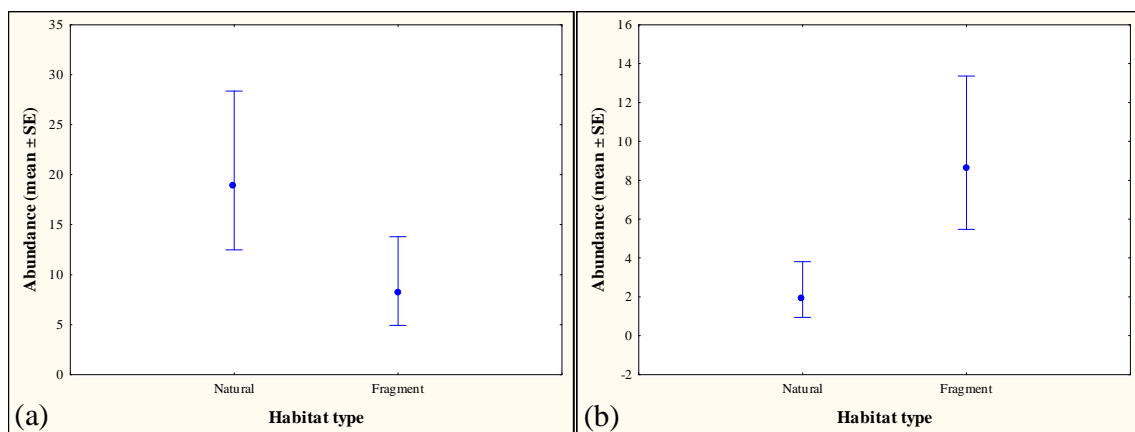 35
30
25
20
15
10
5
0
Abundance (mean ± SE)
Natural
Fragment
Habitat type
(a)
16
14
12
10
8
6
4
2
0
-2
Abundance (mean ± SE)
Natural
Fragment
Habitat type
(b)